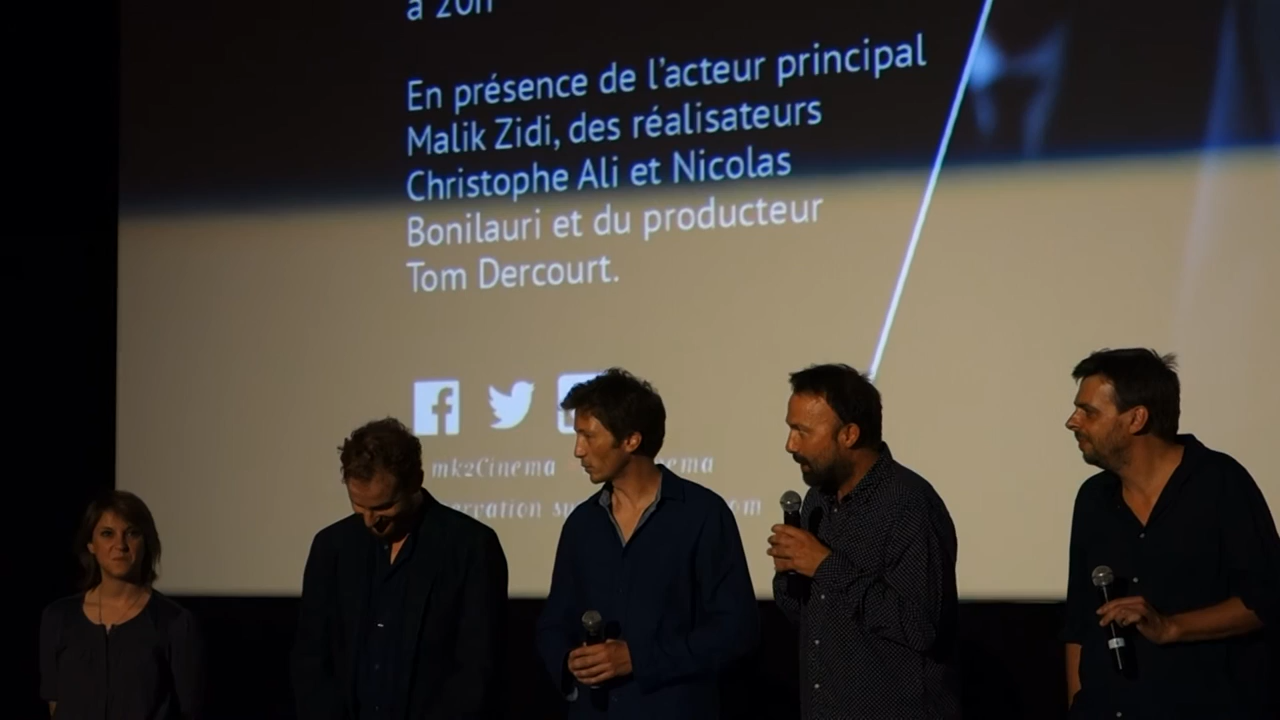 à 20h
En présence de l'acteur principal
Malik Zidi, des réalisateurs
Christophe Ali et Nicolas
Bonilauri et du producteur
Tom Dercourt.
mk2Cinema